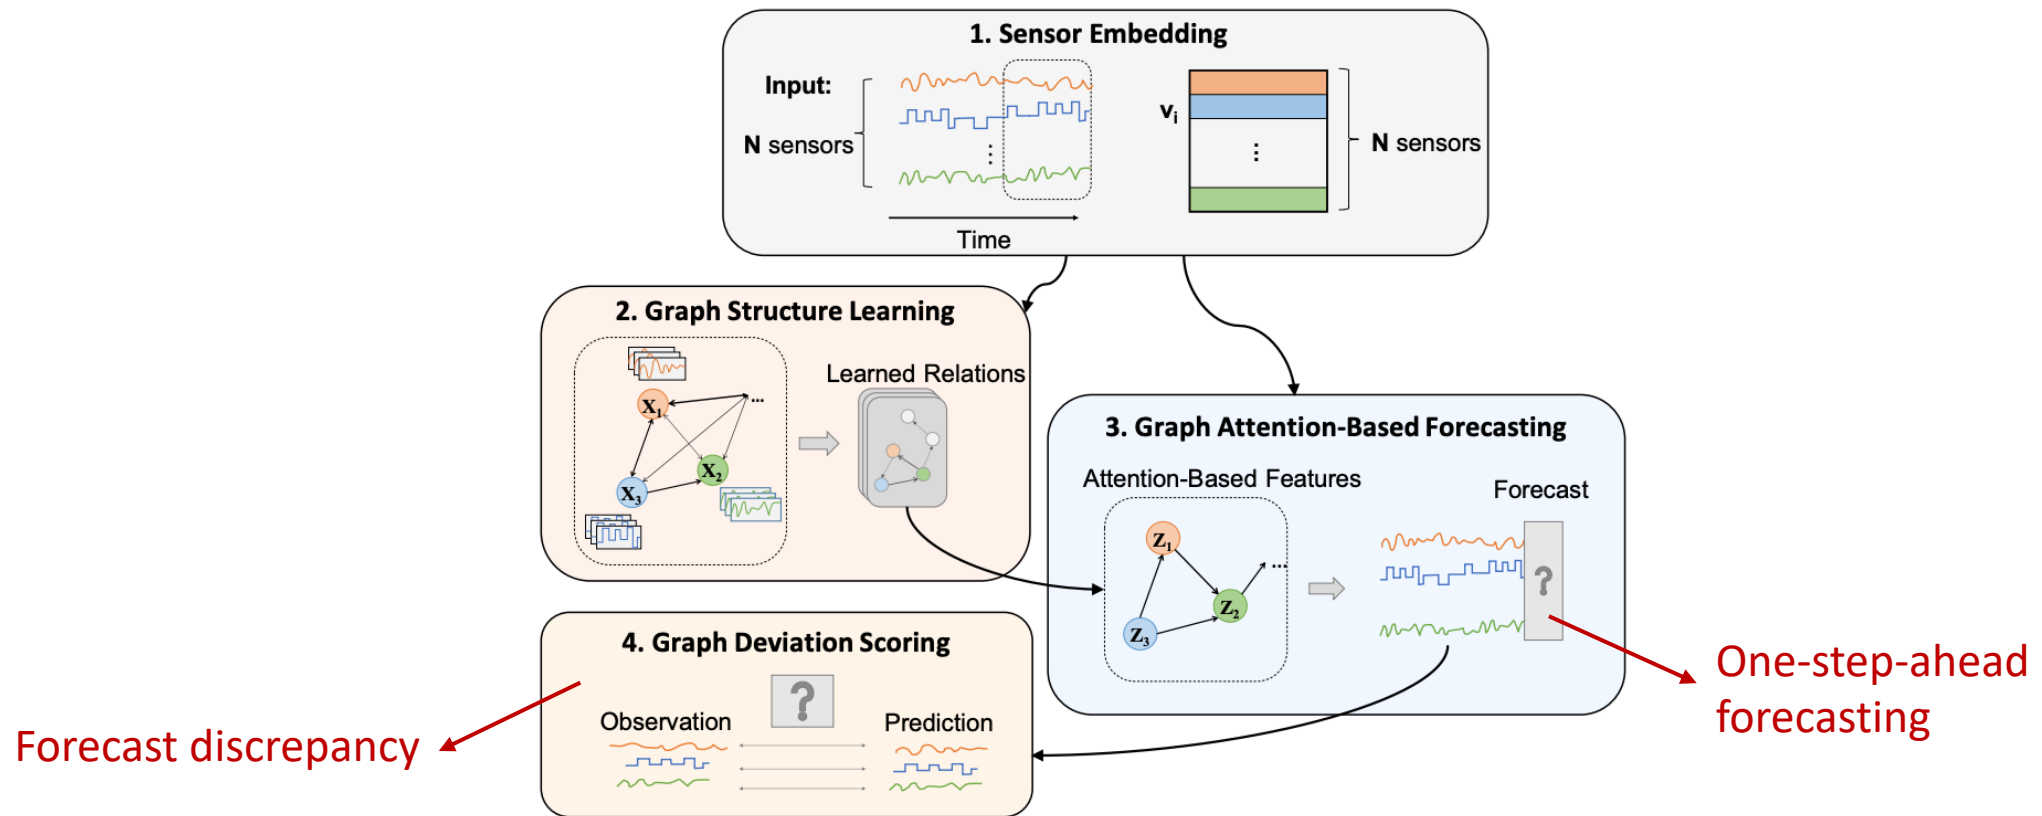 1. Sensor Embedding
Input:
N sensors
⋮
Time
vi
⋮
N sensors
2. Graph Structure Learning
X1
...
X2
X3
Learned Relations
3. Graph Attention-Based Forecasting
Attention-Based Features
Z1
...
Z2
Z3
Forecast
?
One-step-ahead
forecasting
4. Graph Deviation Scoring
?
Observation
Prediction
Forecast discrepancy